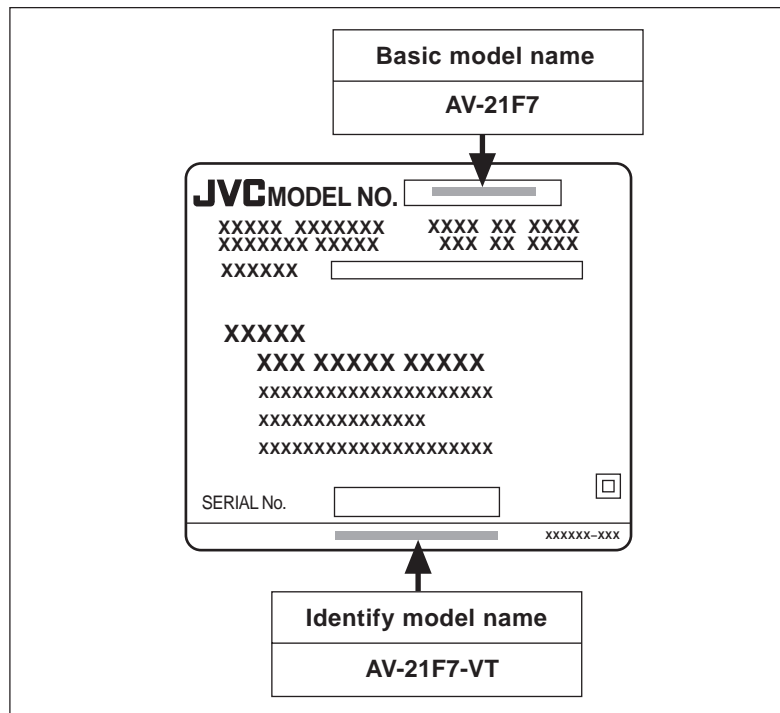 Basic model name
AV-21F7
JVC MODEL NO.
XXXXX XXXXXXX XXXX XX XXXX
XXXXXXX XXXXX XXX XX XXXX
XXXXXX
XXXXX
XXX XXXXX XXXXX
XXXXXXXXXXXXXXXXXXXXX
XXXXXXXXXXXXXXX
XXXXXXXXXXXXXXXXXXXXX
SERIAL No.
XXXXXX–XXX
Identify model name
AV-21F7-VT